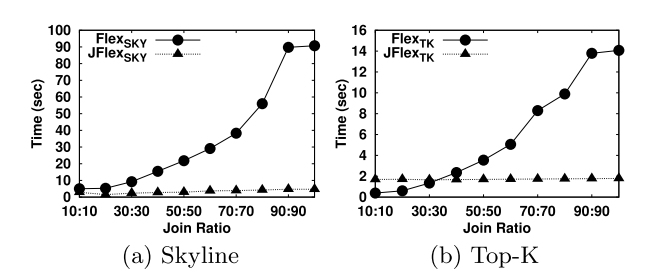 100
90
80
70
60
50
40
30
20
10
0
Time (sec)
Flex_SKY
JFlex_SKY
10:10 30:30 50:50 70:70 90:90
Join Ratio
(a) Skyline
16
14
12
10
8
6
4
2
0
Time (sec)
Flex_TK
JFlex_TK
10:10 30:30 50:50 70:70 90:90
Join Ratio
(b) Top-K